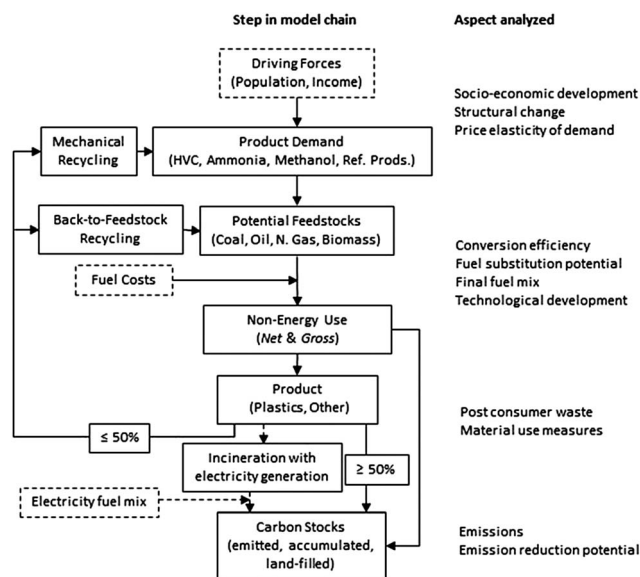 Step in model chain
Aspect analyzed
Driving Forces
(Population, Income)
Socio-economic development
Structural change
Price elasticity of demand
Mechanical
Recycling
Product Demand
(HVC, Ammonia, Methanol, Ref. Prods.)
Back-to-Feedstock
Recycling
Potential Feedstocks
(Coal, Oil, N. Gas, Biomass)
Conversion efficiency
Fuel substitution potential
Final fuel mix
Technological development
Fuel Costs
Non-Energy Use
(Net & Gross)
Product
(Plastics, Other)
Post consumer waste
Material use measures
≤ 50%
Incineration with
electricity generation
≥ 50%
Electricity fuel mix
Carbon Stocks
(emitted, accumulated,
land-filled)
Emissions
Emission reduction potential